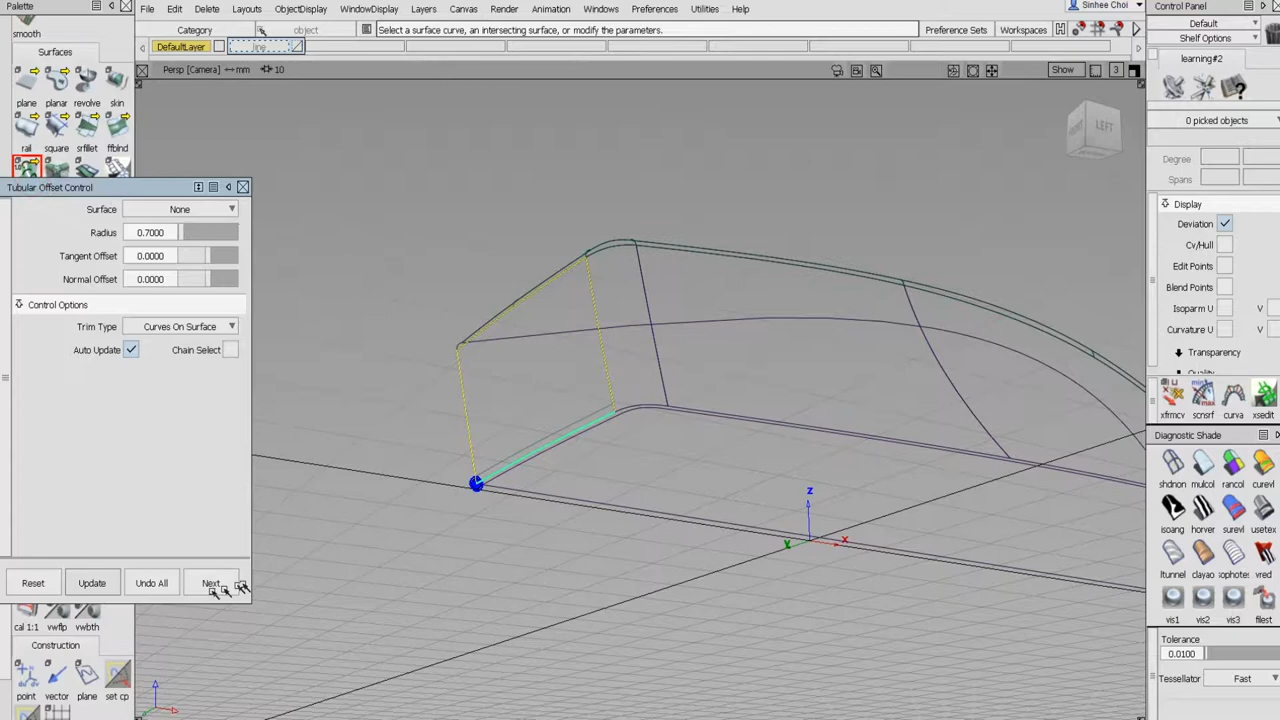 Palette
File
Edit
Delete
Layouts
ObjectDisplay
WindowDisplay
Layers
Canvas
Render
Animation
Windows
Preferences
Utilities
Sinhee Choi
Control Panel
smooth
Category
object
Select a surface curve, an intersecting surface, or modify the parameters.
Preference Sets
Workspaces
Default
Shelf Options
Surfaces
DefaultLayer
line
learning#2
Persp [Camera]
mm
10
Show
3
plane
planar
revolve
skin
FRONT
LEFT
0 picked objects
rail
square
srfillet
ffblnd
Degree
Spans
Tubular Offset Control
Surface
None
Display
Radius
0.7000
Deviation
Tangent Offset
0.0000
Cv/Hull
Normal Offset
0.0000
Edit Points
Blend Points
Control Options
Isoparm U
V
Trim Type
Curves On Surface
Curvature U
V
Auto Update
Chain Select
Transparency
Quality
xfrmcv
scnsrf
curva
xsedit
Diagnostic Shade
shdnon
mulcol
rancol
curevl
z
isoang
horver
surevl
usetex
x
Y
Reset
Update
Undo All
Next
ltunnel
clayao
isophotes
vred
cal 1:1
vwflp
vwbth
vis1
vis2
vis3
filest
Construction
Tolerance
0.0100
point
vector
plane
set cp
Tessellator
Fast